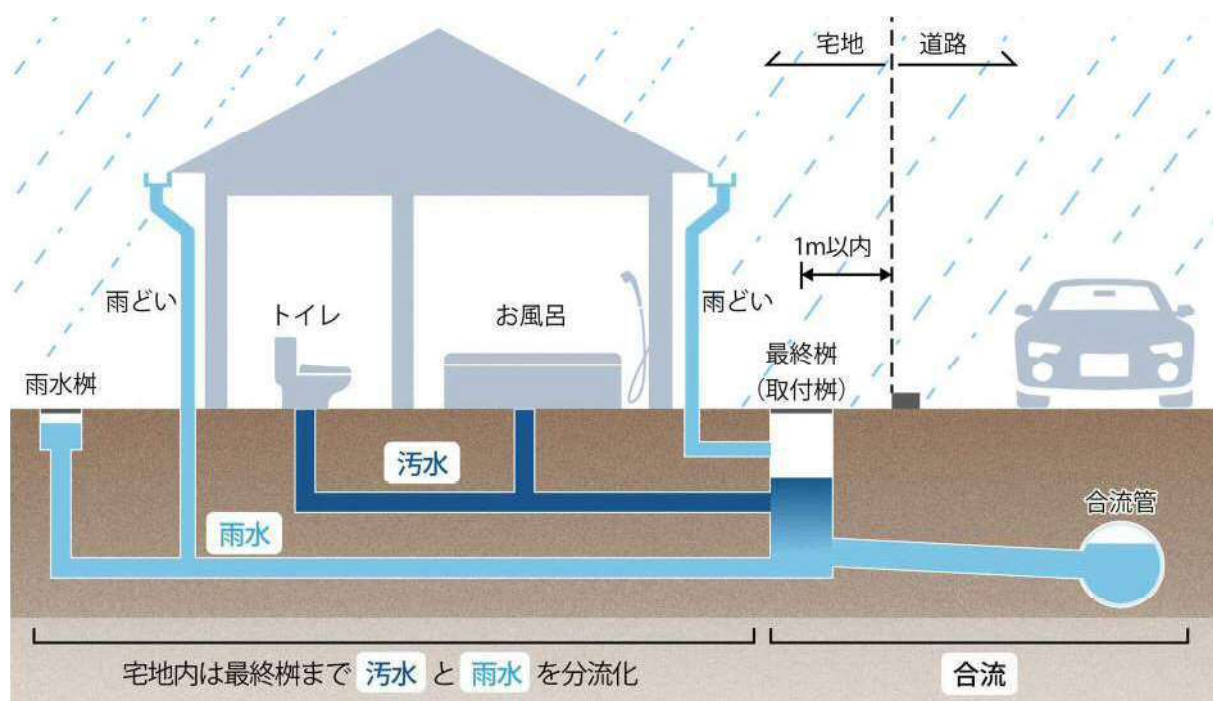 宅地 道路
1m以内
雨どい
トイレ
お風呂
雨どい
雨水桝
最終桝
(取付桝)
汚水
合流管
雨水
宅地内は最終桝まで 汚水 と 雨水 を分流化
合流